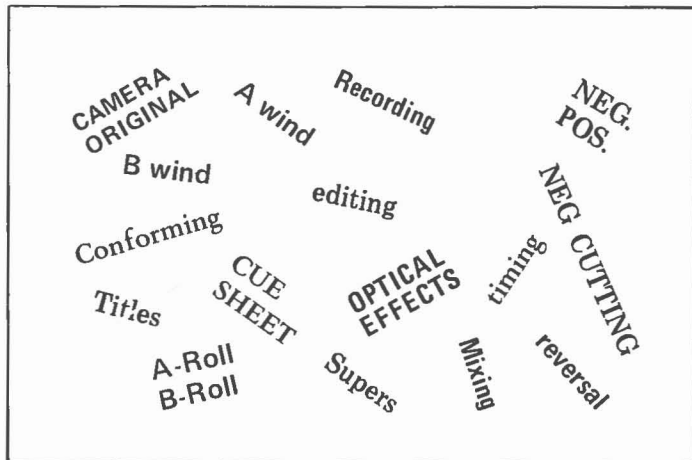 CAMERA
ORIGINAL
A wind
Recording
NEG.
POS.
B wind
editing
NEG CUTTING
Conforming
CUE
SHEET
OPTICAL
EFFECTS
timing
Titles
A-Roll
B-Roll
Supers
Mixing
reversal